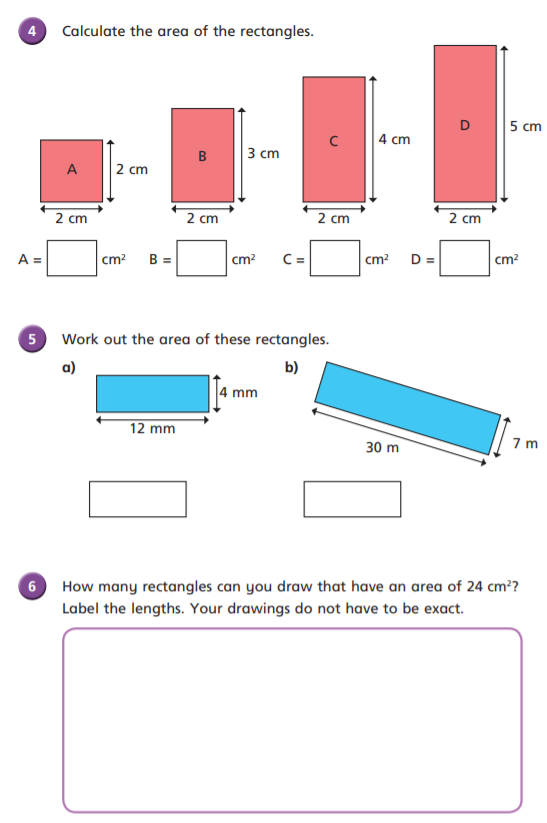 4 Calculate the area of the rectangles.
A 2 cm B 3 cm C 4 cm D 5 cm
2 cm 2 cm 2 cm 2 cm
A = cm² B = cm² C = cm² D = cm²
5 Work out the area of these rectangles.
a) b)
4 mm
12 mm
30 m
7 m
6 How many rectangles can you draw that have an area of 24 cm²?
Label the lengths. Your drawings do not have to be exact.